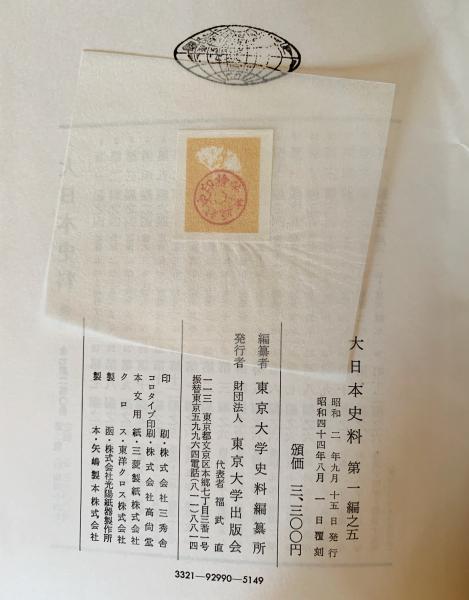 大日本史料 第一編之五
昭和 二 年九月 十五日 発行
昭和四十四年八月 一 日 覆刻
頒価 三、三〇〇円
編纂者 東京大学史料編纂所
発行者 財団法人 東京大学出版会
代表者 福武 直
一一三 東京都文京区本郷七丁目三番一号
振替東京五九九六四電話(八一一)八八一四
印 刷・株式会社三秀舎
コロタイプ印刷・株式会社高尚堂
本文用紙・三菱製紙株式会社
クロス・東洋クロス株式会社
製 函・株式会社光陽紙器製作所
製 本・矢嶋製本株式会社
3321—92990—5149
大日本史料